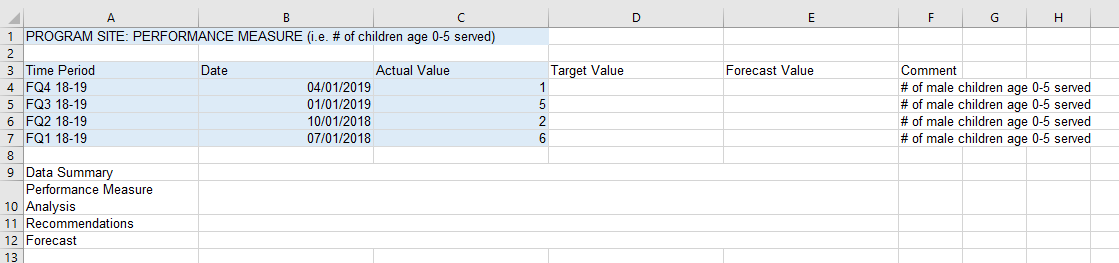 A B C D E F G H
1 PROGRAM SITE: PERFORMANCE MEASURE (i.e. # of children age 0-5 served)
2
3 Time Period Date Actual Value Target Value Forecast Value Comment
4 FQ4 18-19 04/01/2019 1 # of male children age 0-5 served
5 FQ3 18-19 01/01/2019 5 # of male children age 0-5 served
6 FQ2 18-19 10/01/2018 2 # of male children age 0-5 served
7 FQ1 18-19 07/01/2018 6 # of male children age 0-5 served
8
9 Data Summary
Performance Measure
10 Analysis
11 Recommendations
12 Forecast
13